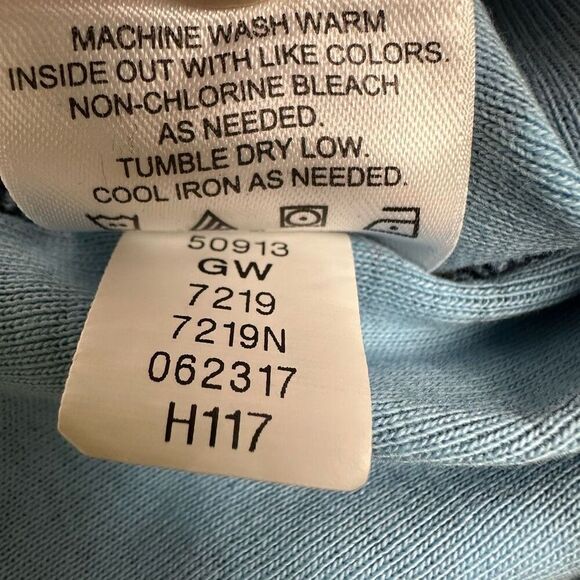 MACHINE WASH WARM
INSIDE OUT WITH LIKE COLORS.
NON-CHLORINE BLEACH
AS NEEDED.
TUMBLE DRY LOW.
COOL IRON AS NEEDED.
50913
GW
7219
7219N
062317
H117